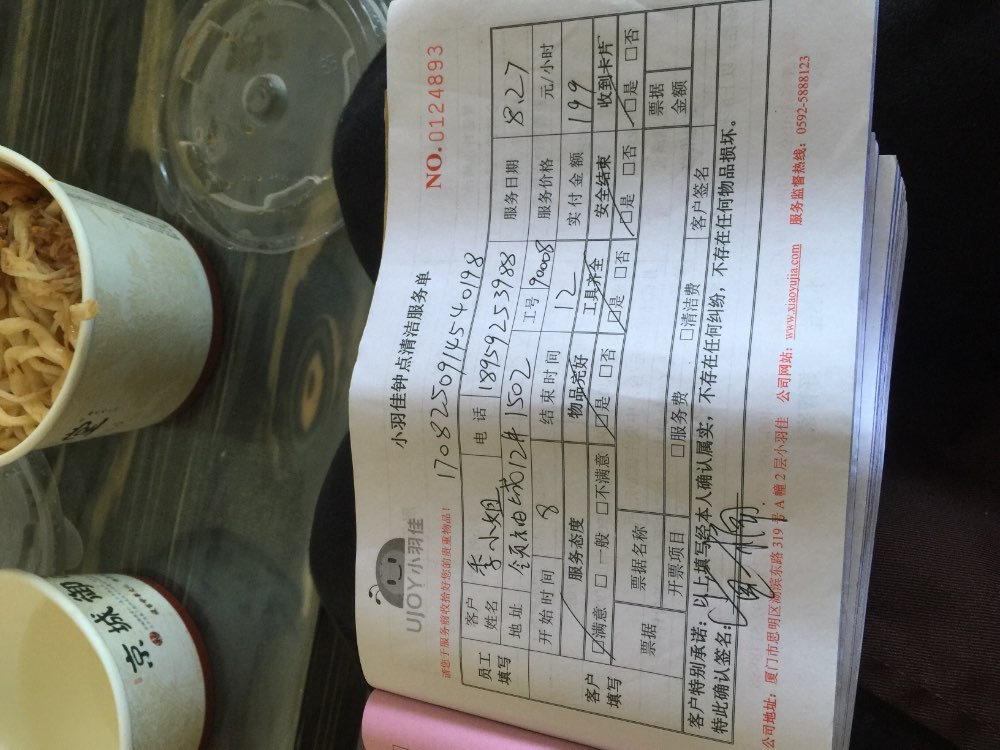 UJOY小羽佳
小羽佳钟点清洁服务单
NO.0124893
请您于服务前收拾好您的贵重物品!
170825091454 0198
员工填写 客户姓名 季小姐 电话 18959253988 服务日期 8.27
地址 12# 1502 工号 90008 服务价格 元/小时
开始时间 8 结束时间 12 实付金额 199
客户填写 服务态度 物品完好 工具齐全 安全结束 收到卡片
☑满意 □一般 □不满意 ☑是 □否 ☑是 □否 ☑是 □否 ☑是 □否
票据 票据名称 票据金额
开票项目 □服务费 □清洁费 客户签名
客户特别承诺:以上填写经本人确认属实,不存在任何纠纷,不存在任何物品损坏。
特此确认签名:
公司地址:厦门市思明区湖滨东路 319 号 A 幢 2 层小羽佳 公司网站:www.xiaoyujia.com 服务监督热线:0592-5888123
京城